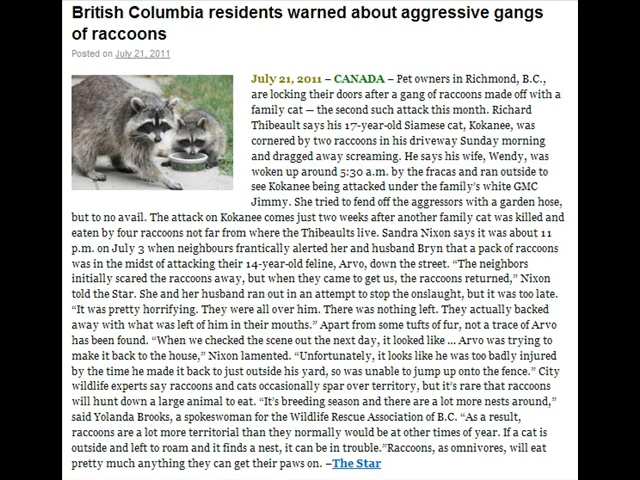 British Columbia residents warned about aggressive gangs
of raccoons
Posted on July 21, 2011
July 21, 2011 – CANADA – Pet owners in Richmond, B.C.,
are locking their doors after a gang of raccoons made off with a
family cat — the second such attack this month. Richard
Thibeault says his 17-year-old Siamese cat, Kokanee, was
cornered by two raccoons in his driveway Sunday morning
and dragged away screaming. He says his wife, Wendy, was
woken up around 5:30 a.m. by the fracas and ran outside to
see Kokanee being attacked under the family’s white GMC
Jimmy. She tried to fend off the aggressors with a garden hose,
but to no avail. The attack on Kokanee comes just two weeks after another family cat was killed and
eaten by four raccoons not far from where the Thibeaults live. Sandra Nixon says it was about 11
p.m. on July 3 when neighbours frantically alerted her and husband Bryn that a pack of raccoons
was in the midst of attacking their 14-year-old feline, Arvo, down the street. “The neighbors
initially scared the raccoons away, but when they came to get us, the raccoons returned,” Nixon
told the Star. She and her husband ran out in an attempt to stop the onslaught, but it was too late.
“It was pretty horrifying. They were all over him. There was nothing left. They actually backed
away with what was left of him in their mouths.” Apart from some tufts of fur, not a trace of Arvo
has been found. “When we checked the scene out the next day, it looked like … Arvo was trying to
make it back to the house,” Nixon lamented. “Unfortunately, it looks like he was too badly injured
by the time he made it back to just outside his yard, so was unable to jump up onto the fence.” City
wildlife experts say raccoons and cats occasionally spar over territory, but it’s rare that raccoons
will hunt down a large animal to eat. “It’s breeding season and there are a lot more nests around,”
said Yolanda Brooks, a spokeswoman for the Wildlife Rescue Association of B.C. “As a result,
raccoons are a lot more territorial than they normally would be at other times of year. If a cat is
outside and left to roam and it finds a nest, it can be in trouble.”Raccoons, as omnivores, will eat
pretty much anything they can get their paws on. –The Star